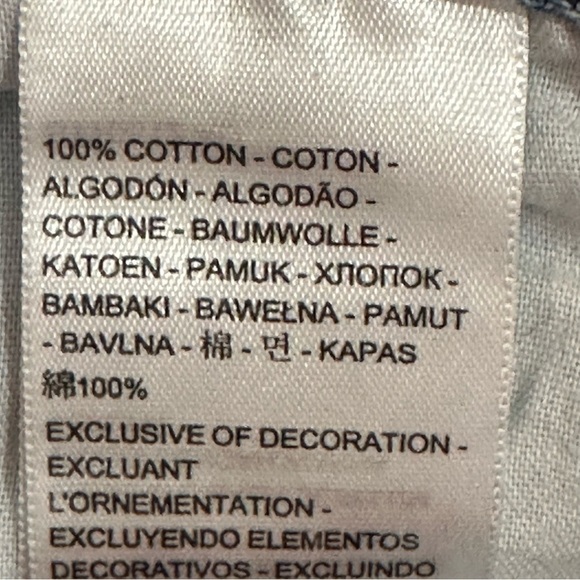 100% COTTON - COTON -
ALGODÓN - ALGODÃO -
COTONE - BAUMWOLLE -
KATOEN - PAMUK - ХЛОПОК -
BAMBAKI - BAWEŁNA - PAMUT
- BAVLNA - 棉 - 면 - KAPAS
綿100%
EXCLUSIVE OF DECORATION -
EXCLUANT
L'ORNEMENTATION -
EXCLUYENDO ELEMENTOS
DECORATIVOS - EXCLUINDO